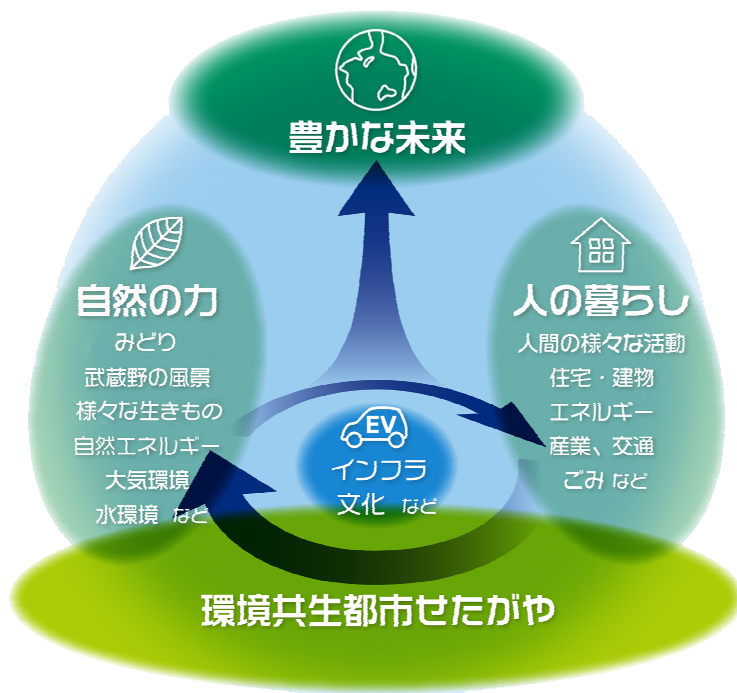 豊かな未来
自然の力
みどり
武蔵野の風景
様々な生きもの
自然エネルギー
大気環境
水環境 など
人の暮らし
人間の様々な活動
住宅・建物
エネルギー
産業、交通
ごみ など
EV
インフラ
文化 など
環境共生都市せたがや